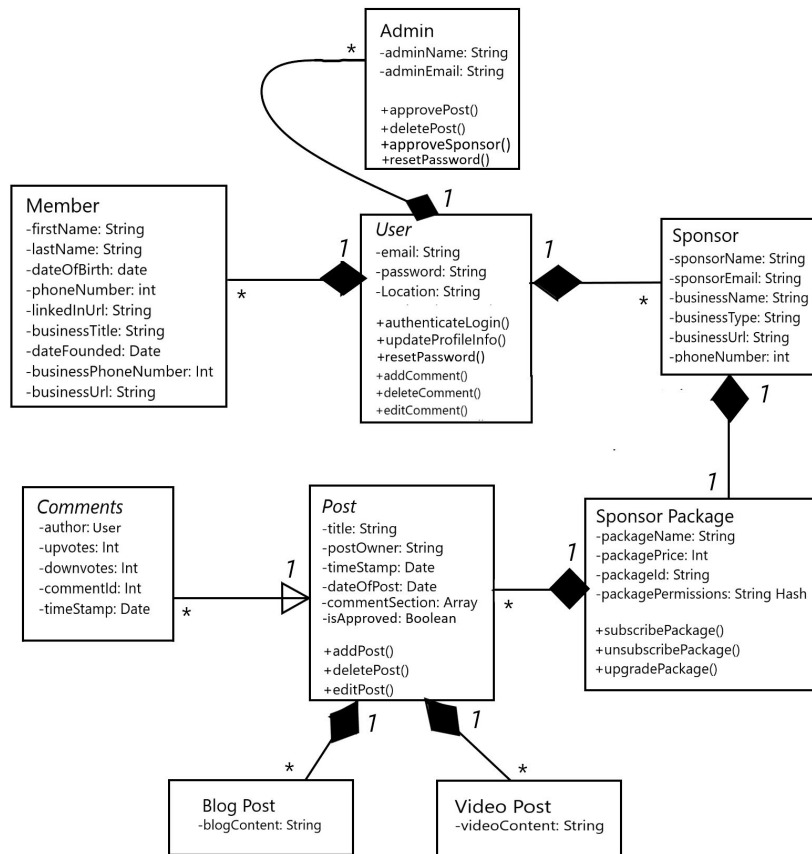 Admin
-adminName: String
-adminEmail: String
+approvePost()
+deletePost()
+approveSponsor()
+resetPassword()
*
1
Member
-firstName: String
-lastName: String
-dateOfBirth: date
-phoneNumber: int
-linkedInUrl: String
-businessTitle: String
-dateFounded: Date
-businessPhoneNumber: Int
-businessUrl: String
*
1
User
-email: String
-password: String
-Location: String
+authenticateLogin()
+updateProfileInfo()
+resetPassword()
+addComment()
+deleteComment()
+editComment()
1
*
Sponsor
-sponsorName: String
-sponsorEmail: String
-businessName: String
-businessType: String
-businessUrl: String
-phoneNumber: int
1
1
Comments
-author: User
-upvotes: Int
-downvotes: Int
-commentId: Int
-timeStamp: Date
*
1
Post
-title: String
-postOwner: String
-timeStamp: Date
-dateOfPost: Date
-commentSection: Array
-isApproved: Boolean
+addPost()
+deletePost()
+editPost()
*
1
Sponsor Package
-packageName: String
-packagePrice: Int
-packageId: String
-packagePermissions: String Hash
+subscribePackage()
+unsubscribePackage()
+upgradePackage()
1
1
*
*
Blog Post
-blogContent: String
Video Post
-videoContent: String